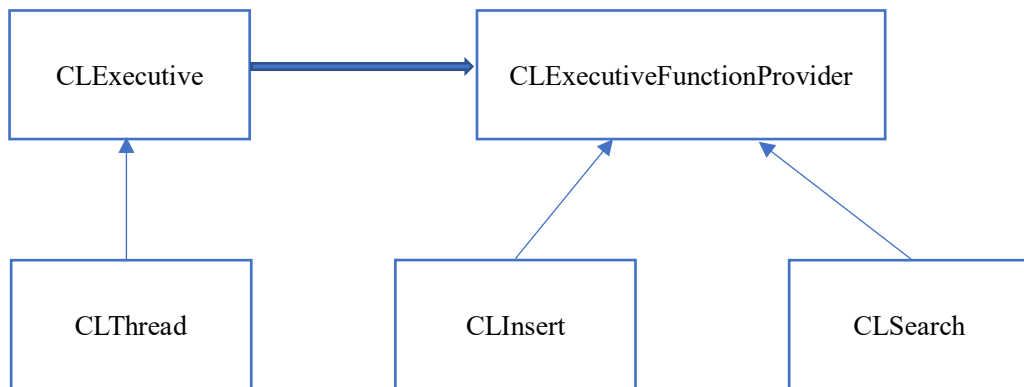 CLExecutive
CLExecutiveFunctionProvider
CLThread
CLInsert
CLSearch